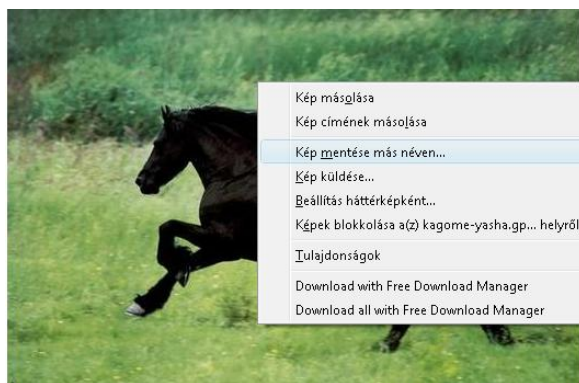 Kép másolása
Kép címének másolása
Kép mentése más néven...
Kép küldése...
Beállítás háttérképként...
Képek blokkolása a(z) kagome-yasha.gp... helyről
Tulajdonságok
Download with Free Download Manager
Download all with Free Download Manager